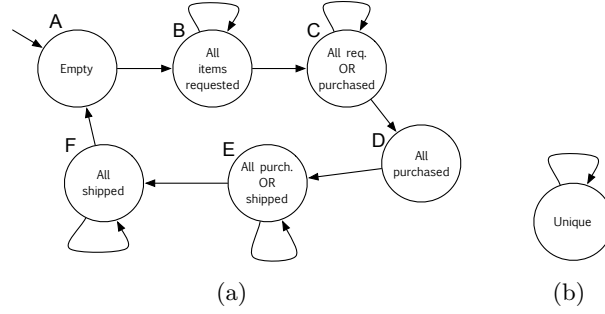 A
Empty
B
All
items
requested
C
All req.
OR
purchased
D
All
purchased
E
All purch.
OR
shipped
F
All
shipped
(a)
Unique
(b)